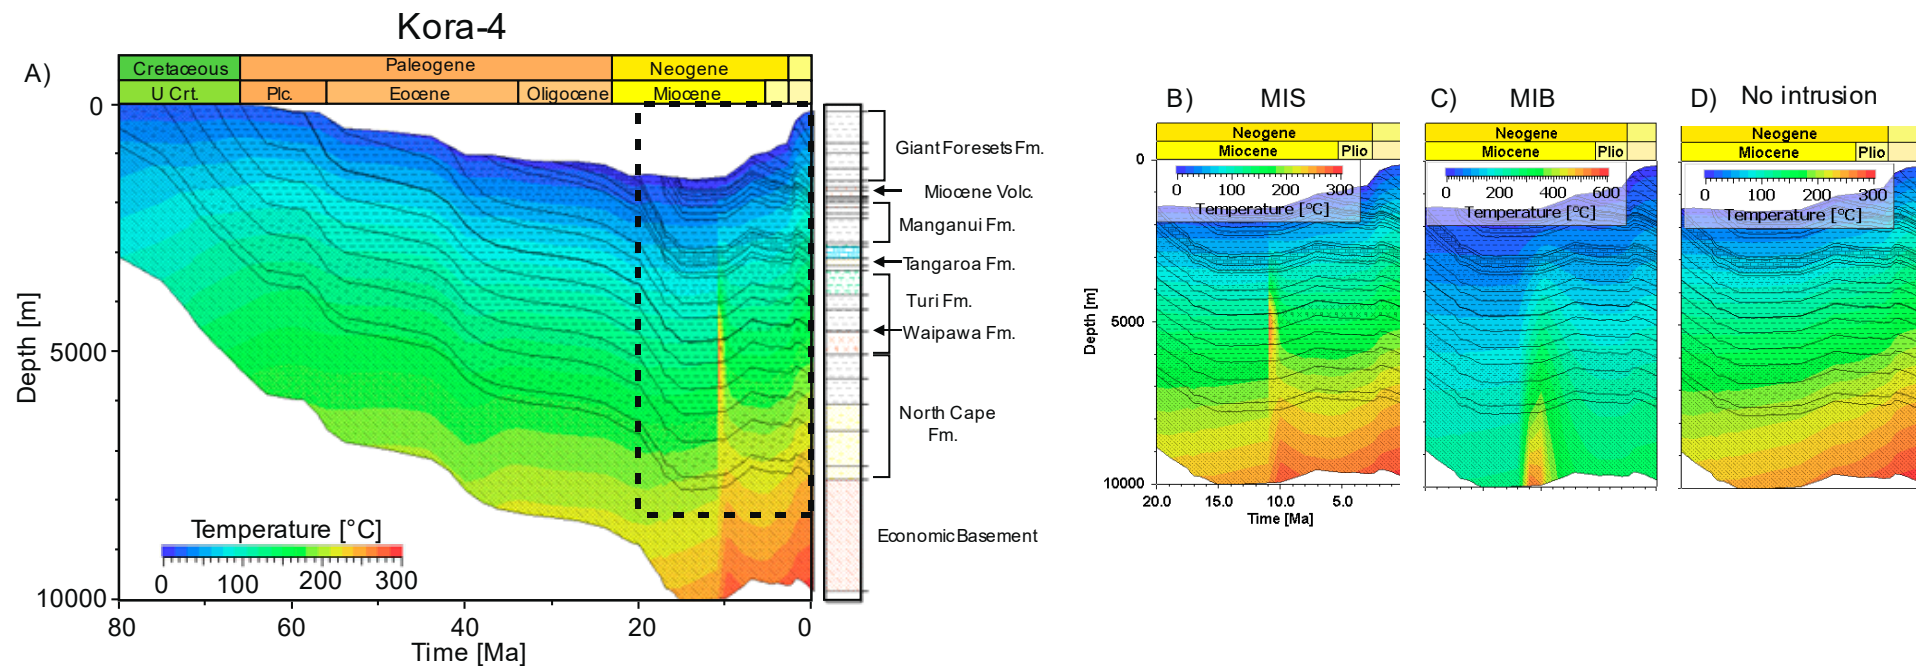 Kora-4
A)
Cretaceous
Paleogene
Neogene
U Crt.
Plc.
Eocene
Oligocene
Miocene
0
5000
10000
Depth [m]
80
60
40
20
0
Time [Ma]
Temperature [°C]
0
100
200
300
Giant Foresets Fm.
Miocene Volc.
Manganui Fm.
Tangaroa Fm.
Turi Fm.
Waipawa Fm.
North Cape
Fm.
Economic Basement
B)
MIS
Neogene
Miocene
Plio
0
100
200
300
Temperature [°C]
0
5000
10000
Depth [m]
20.0
15.0
10.0
5.0
Time [Ma]
C)
MIB
Neogene
Miocene
Plio
0
200
400
600
Temperature [°C]
D)
No intrusion
Neogene
Miocene
Plio
0
100
200
300
Temperature [°C]